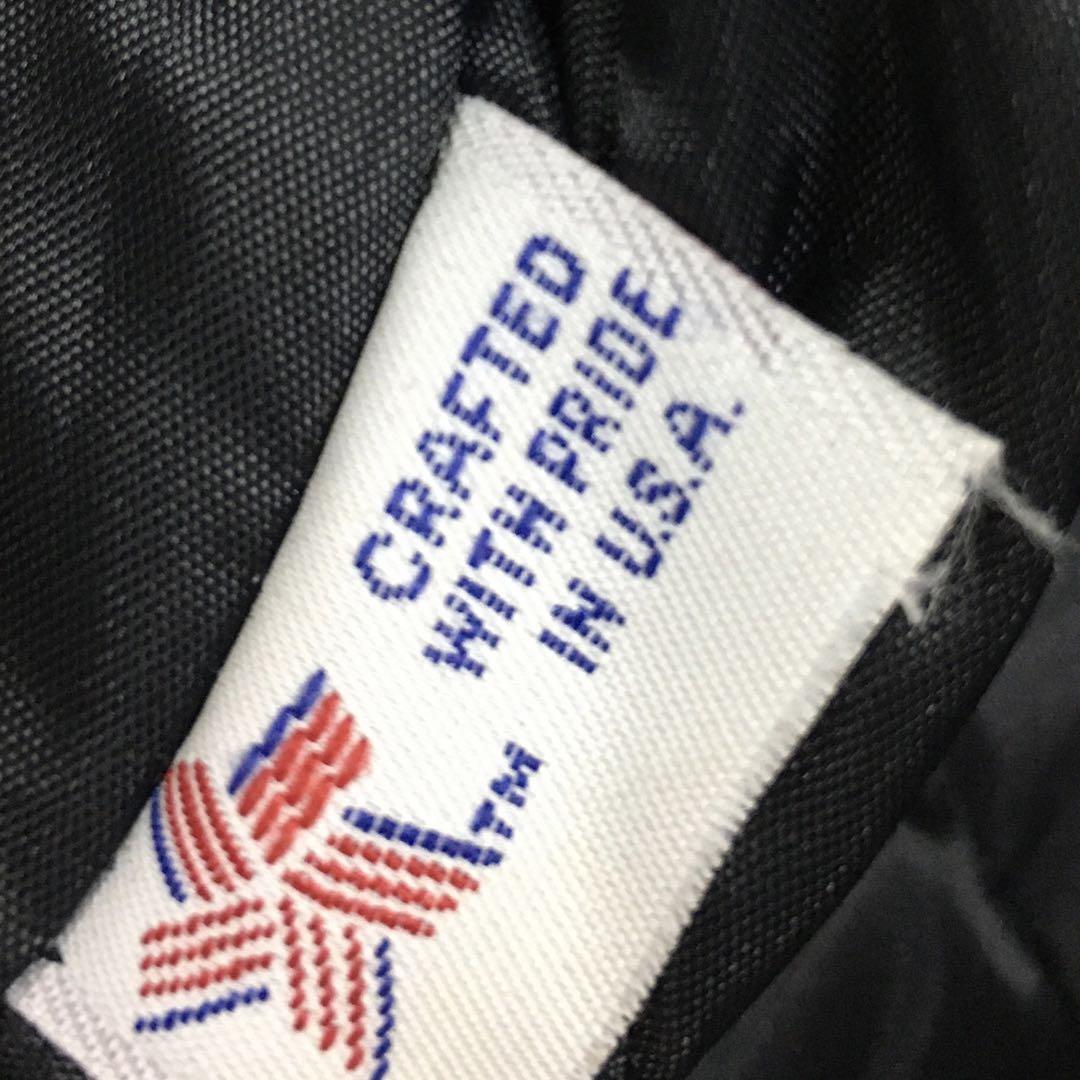 CRAFTED
WITH PRIDE
IN U.S.A.
TM